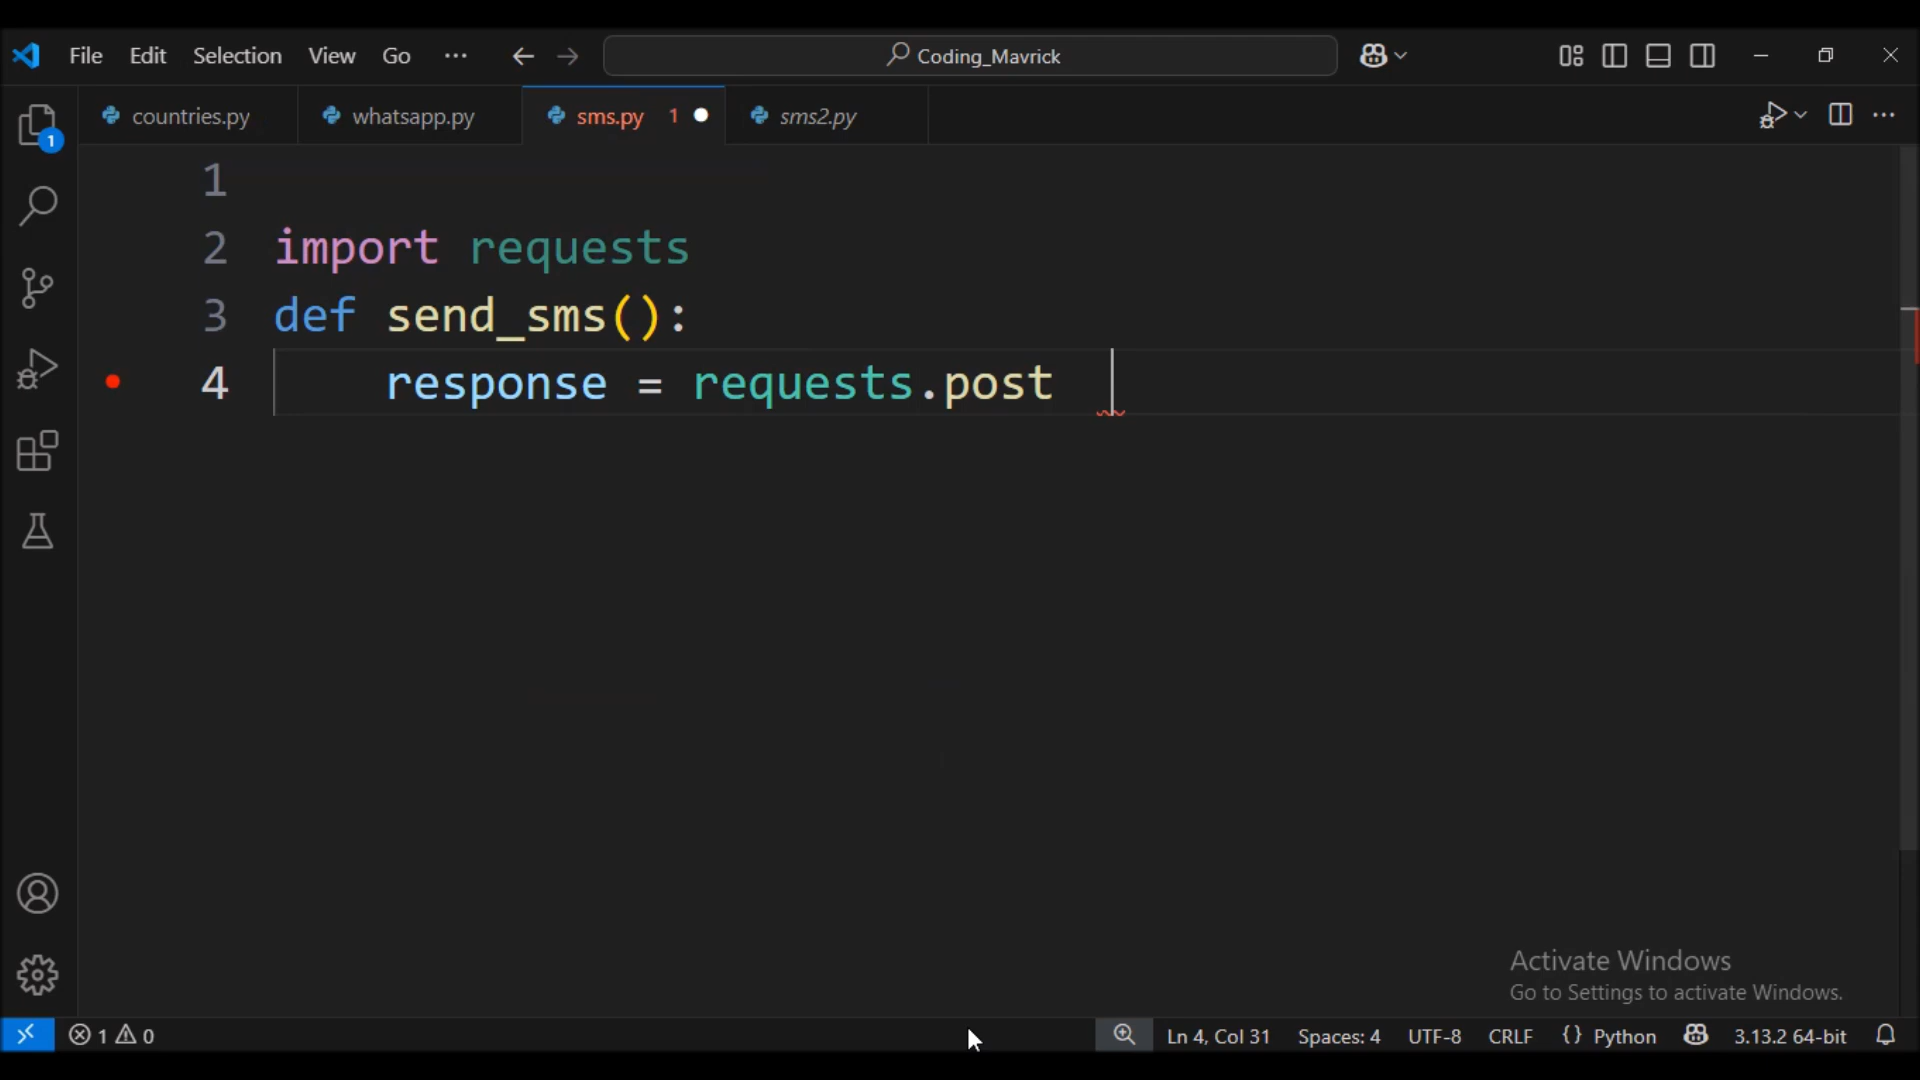 File Edit Selection View Go ··· Coding_Mavrick
countries.py whatsapp.py sms.py 1 sms2.py
1
1
2 import requests
3 def send_sms():
4 response = requests.post
Activate Windows
Go to Settings to activate Windows.
1 0 Ln 4, Col 31 Spaces: 4 UTF-8 CRLF {} Python 3.13.2 64-bit